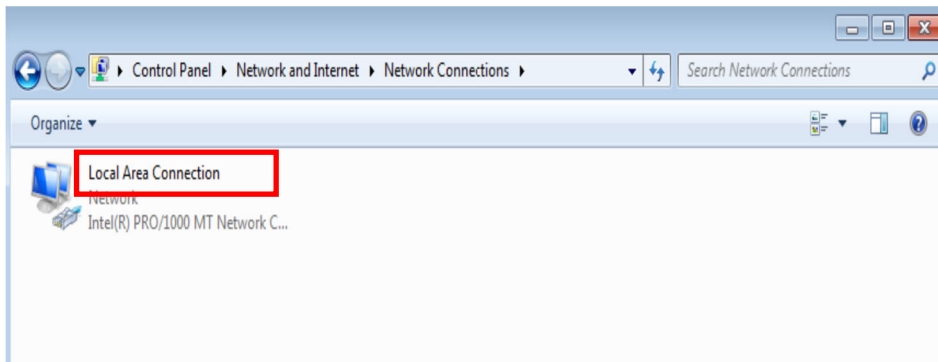 Control Panel Network and Internet Network Connections
Search Network Connections
Organize
Local Area Connection
Network
Intel(R) PRO/1000 MT Network C...